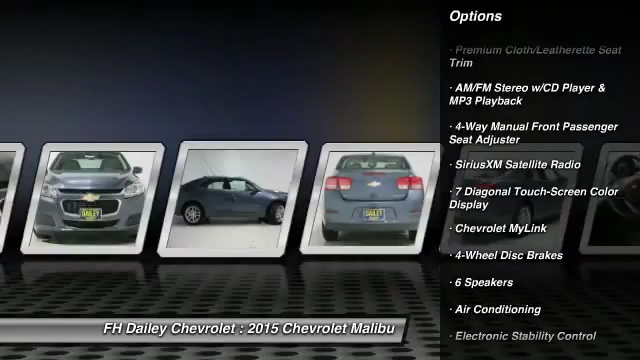 Options
· Premium Cloth/Leatherette Seat
Trim
· AM/FM Stereo w/CD Player &
MP3 Playback
· 4-Way Manual Front Passenger
Seat Adjuster
· SiriusXM Satellite Radio
· 7 Diagonal Touch-Screen Color
Display
· Chevrolet MyLink
· 4-Wheel Disc Brakes
· 6 Speakers
· Air Conditioning
· Electronic Stability Control
DAILEY
DAILEY
FH Dailey Chevrolet : 2015 Chevrolet Malibu